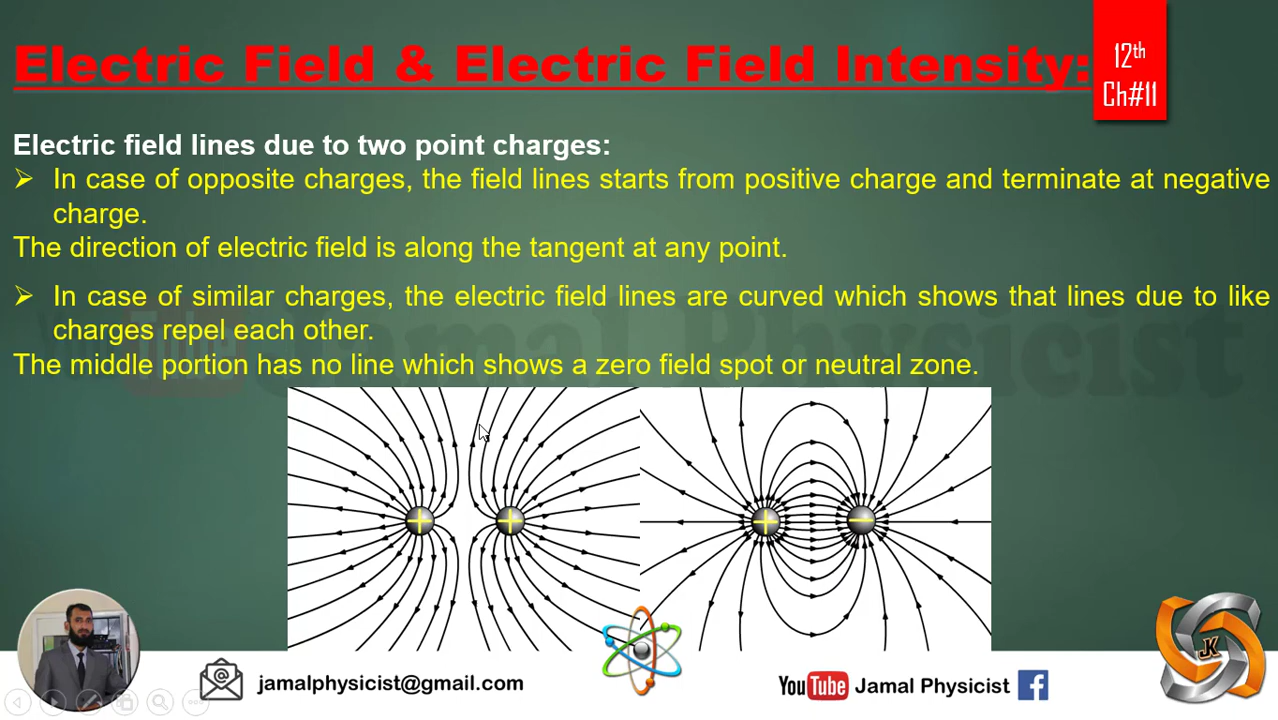 Electric Field & Electric Field Intensity:
12th
Ch#11
Electric field lines due to two point charges:
➢ In case of opposite charges, the field lines starts from positive charge and terminate at negative
charge.
The direction of electric field is along the tangent at any point.
➢ In case of similar charges, the electric field lines are curved which shows that lines due to like
charges repel each other.
The middle portion has no line which shows a zero field spot or neutral zone.
Jamal Physicist
+ +
+ −
jamalphysicist@gmail.com
YouTube Jamal Physicist f
JK